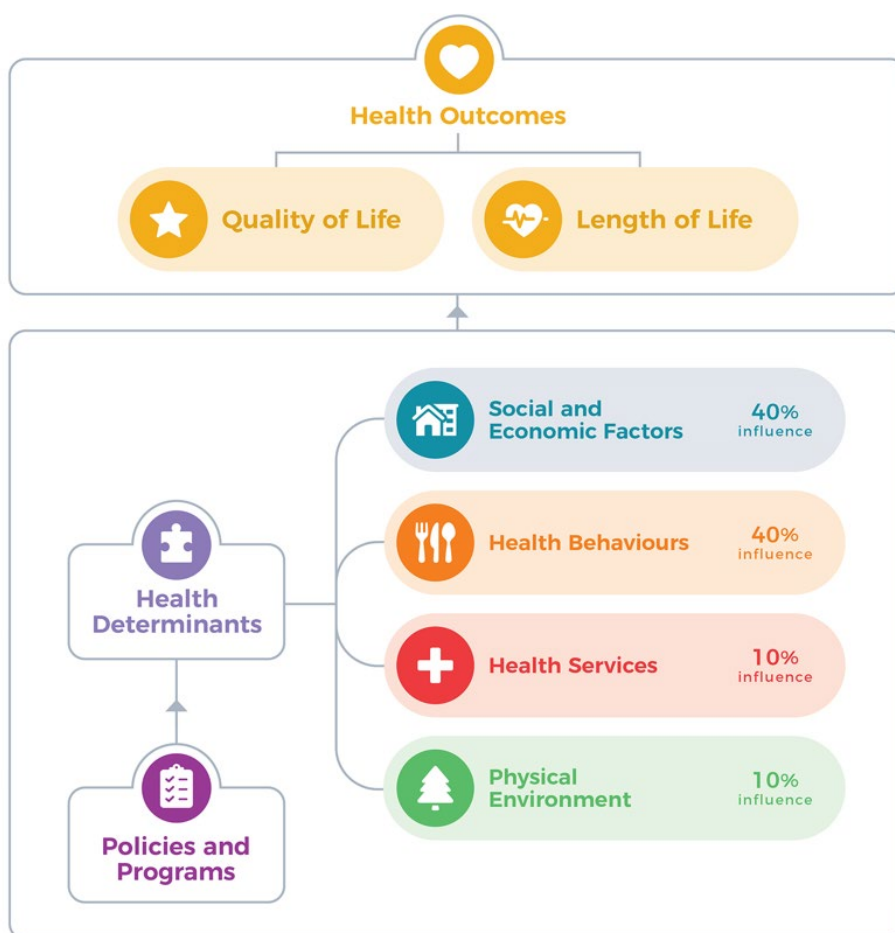 Health Outcomes
Quality of Life
Length of Life
Social and
Economic Factors
40%
influence
Health Behaviours
40%
influence
Health
Determinants
Health Services
10%
influence
Physical
Environment
10%
influence
Policies and
Programs